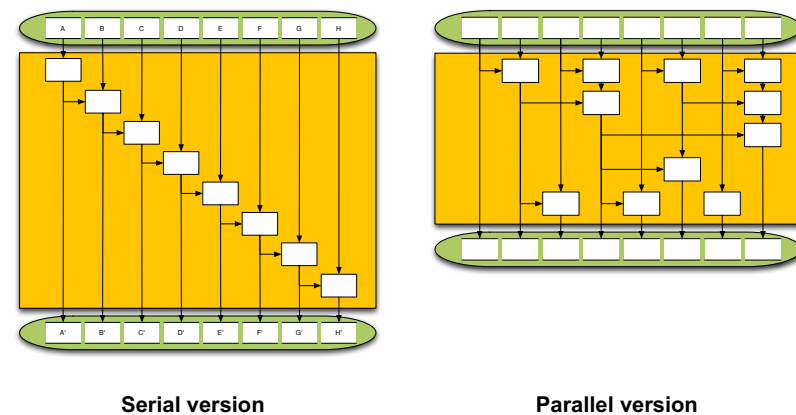 A B C D E F G H
A' B' C' D' E' F' G' H'
Serial version
Parallel version